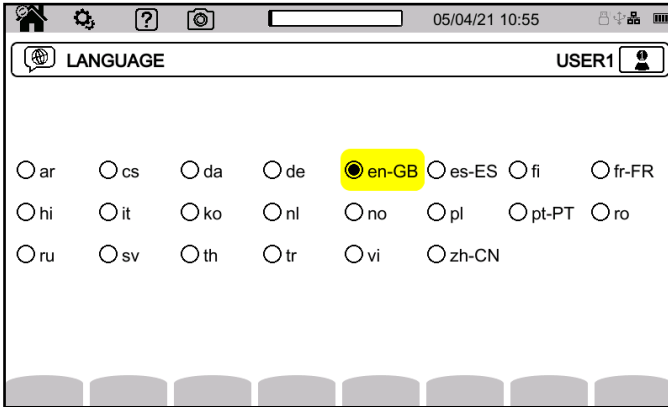 05/04/21 10:55
LANGUAGE USER1
ar cs da de en-GB es-ES fi fr-FR
hi it ko nl no pl pt-PT ro
ru sv th tr vi zh-CN